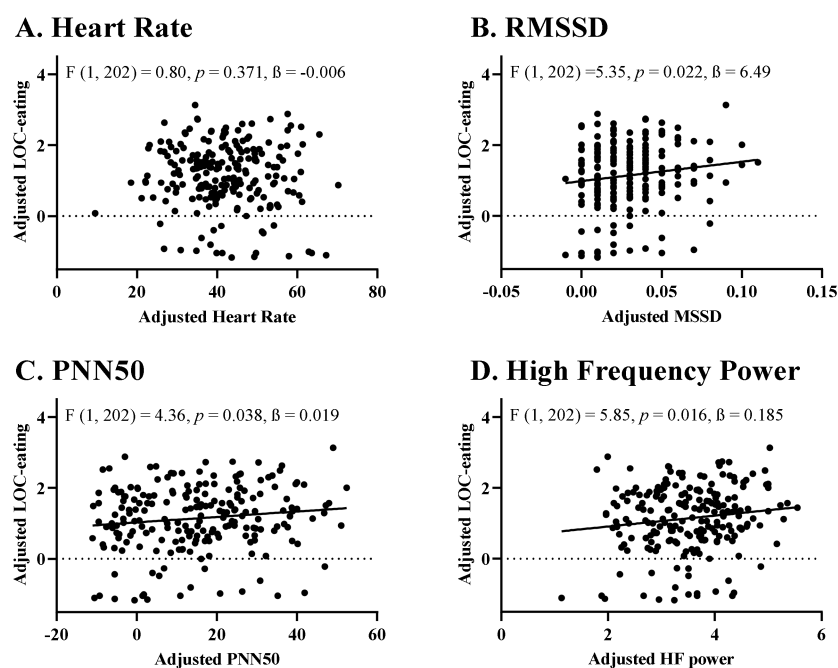 A. Heart Rate
F (1, 202) = 0.80, p = 0.371, ß = -0.006
Adjusted LOC-eating
4
2
0
0 20 40 60 80
Adjusted Heart Rate
B. RMSSD
F (1, 202) =5.35, p = 0.022, ß = 6.49
Adjusted LOC-eating
4
2
0
-0.05 0.00 0.05 0.10 0.15
Adjusted MSSD
C. PNN50
F (1, 202) = 4.36, p = 0.038, ß = 0.019
Adjusted LOC-eating
4
2
0
-20 0 20 40 60
Adjusted PNN50
D. High Frequency Power
F (1, 202) = 5.85, p = 0.016, ß = 0.185
Adjusted LOC-eating
4
2
0
0 2 4 6
Adjusted HF power